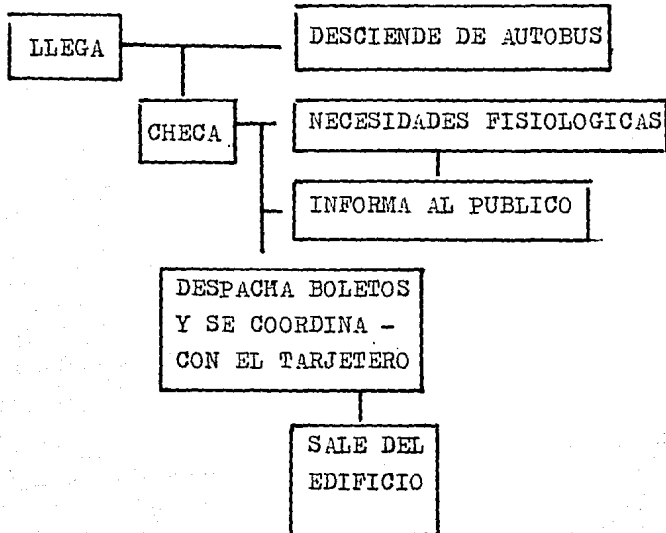 LLEGA
DESCIENDE DE AUTOBUS
CHECA
NECESIDADES FISIOLOGICAS
INFORMA AL PUBLICO
DESPACHA BOLETOS
Y SE COORDINA -
CON EL TARJETERO
SALE DEL
EDIFICIO